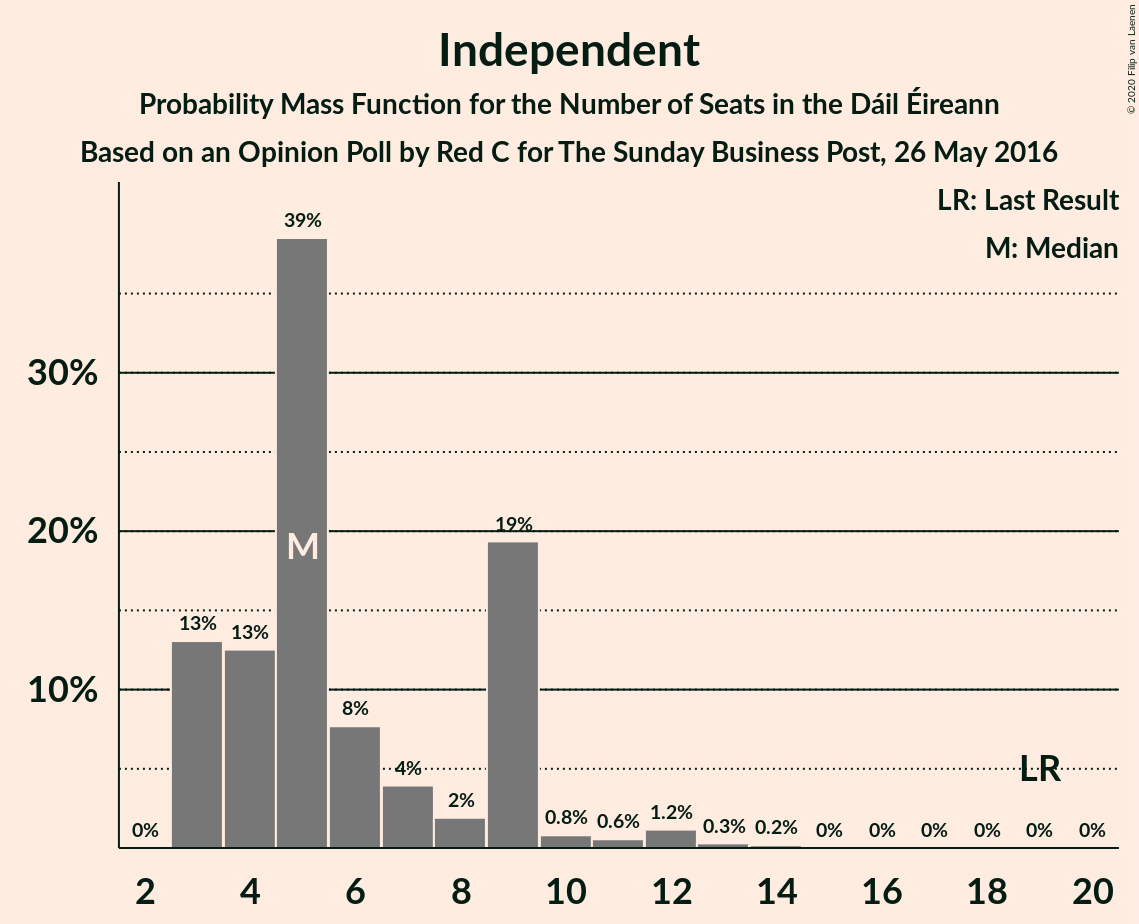 Independent
Probability Mass Function for the Number of Seats in the Dáil Éireann
Based on an Opinion Poll by Red C for The Sunday Business Post, 26 May 2016
© 2020 Filip van Laenen
LR: Last Result
M: Median
39%
30%
20%
19%
M
13%
13%
10%
8%
4%
LR
2%
0%
0.8%
0.6%
1.2%
0.3%
0.2%
0%
0%
0%
0%
0%
0%
2 4 6 8 10 12 14 16 18 20